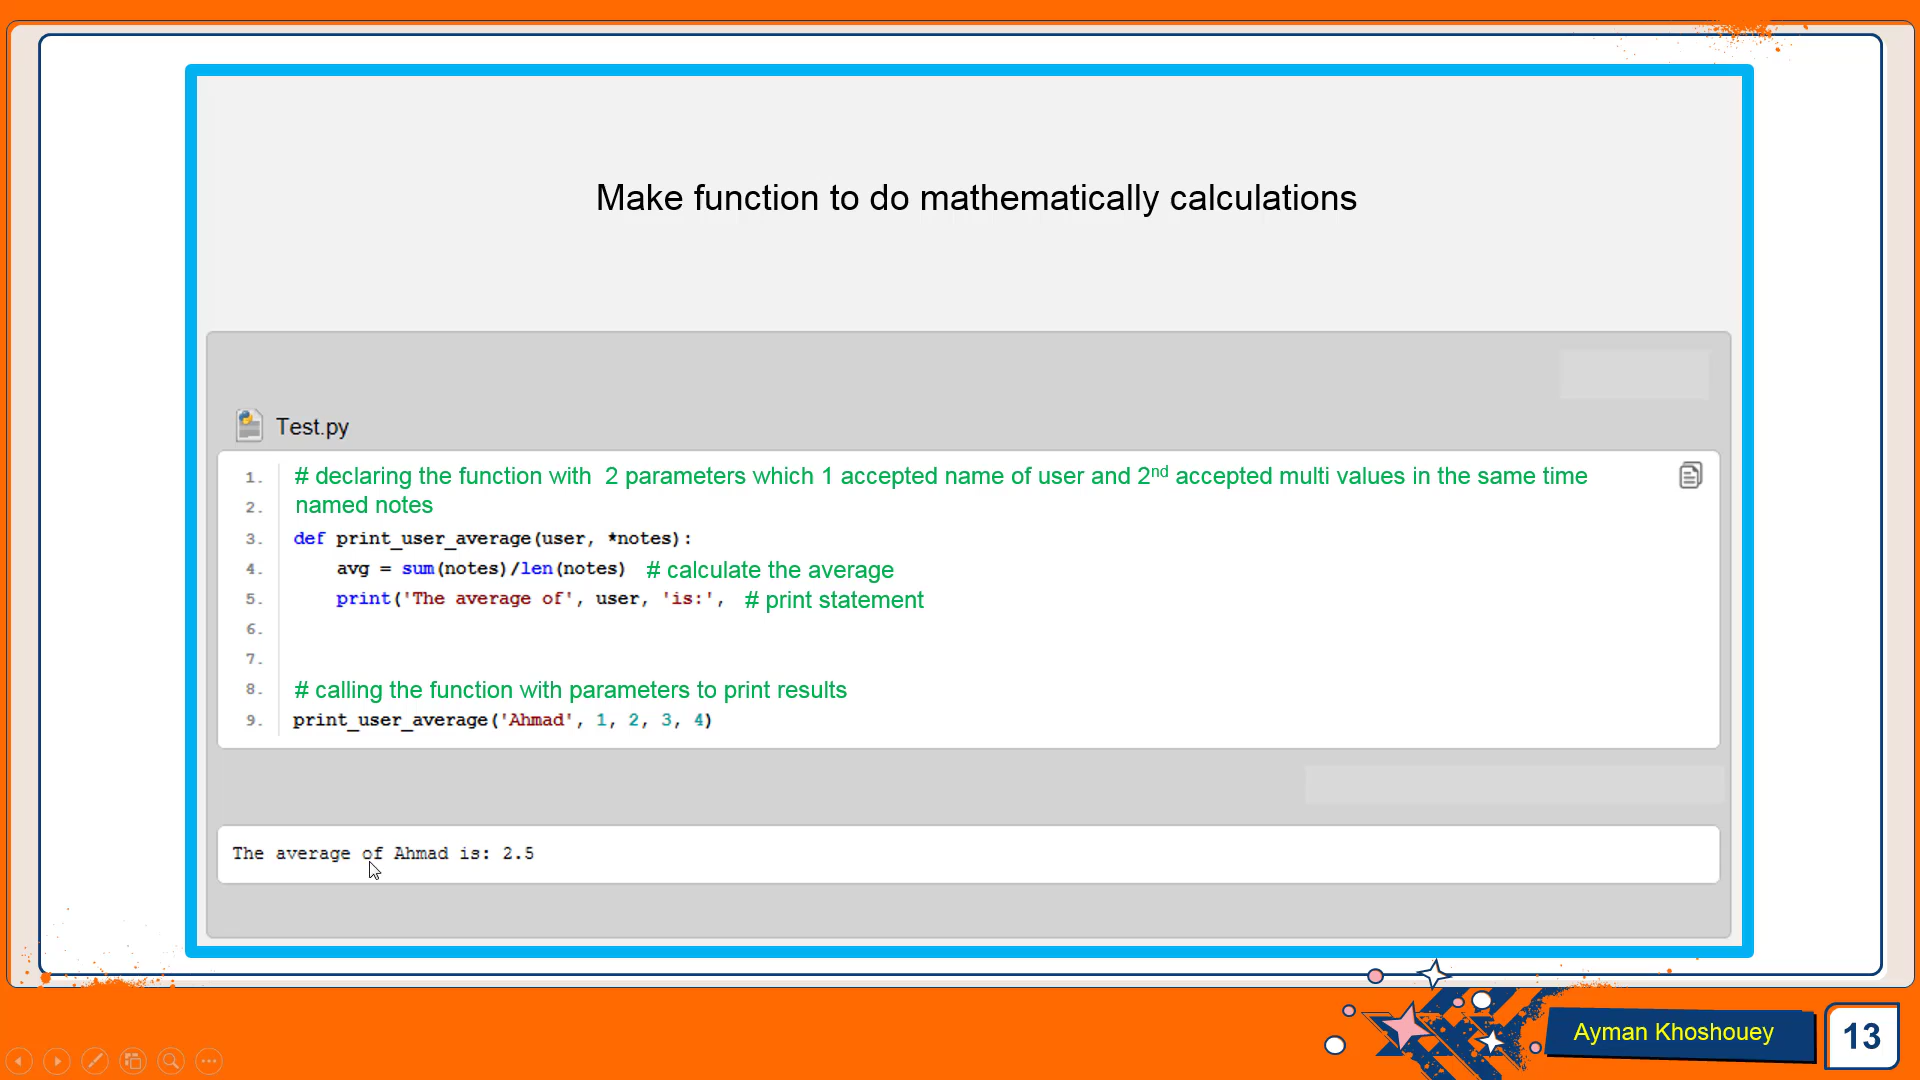 Make function to do mathematically calculations
Test.py
1. # declaring the function with 2 parameters which 1 accepted name of user and 2nd accepted multi values in the same time
2. named notes
3. def print_user_average(user, *notes):
4. avg = sum(notes)/len(notes) # calculate the average
5. print('The average of', user, 'is:', # print statement
6.
7.
8. # calling the function with parameters to print results
9. print_user_average('Ahmad', 1, 2, 3, 4)
The average of Ahmad is: 2.5
Ayman Khoshouey
13